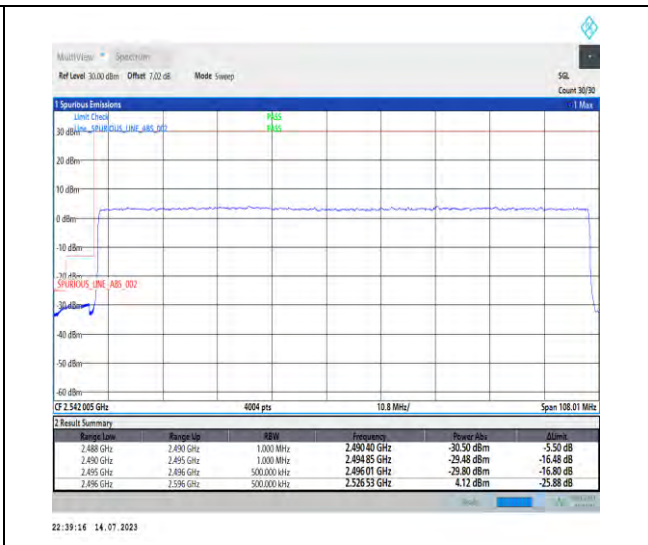 MultiView Spectrum
Ref Level 30.00 dBm Offset 7.02 dB Mode Sweep SGL
Count 30/30
1 Spurious Emissions 1 Max
Limit Check PASS
30 dBm Line _SPURIOUS_LINE_ABS_002 PASS
20 dBm
10 dBm
0 dBm
-10 dBm
-20 dBm
_SPURIOUS_LINE_ABS_002
-30 dBm
-40 dBm
-50 dBm
-60 dBm
CF 2.542 005 GHz 4004 pts 10.8 MHz/ Span 108.01 MHz
2 Result Summary
Range Low Range Up RBW Frequency Power Abs ΔLimit
2.488 GHz 2.490 GHz 1.000 MHz 2.490 40 GHz -30.50 dBm -5.50 dB
2.490 GHz 2.495 GHz 1.000 MHz 2.494 85 GHz -29.48 dBm -16.48 dB
2.495 GHz 2.496 GHz 500.000 kHz 2.496 01 GHz -29.80 dBm -16.80 dB
2.496 GHz 2.596 GHz 500.000 kHz 2.526 53 GHz 4.12 dBm -25.88 dB
Ready
22:39:16 14.07.2023